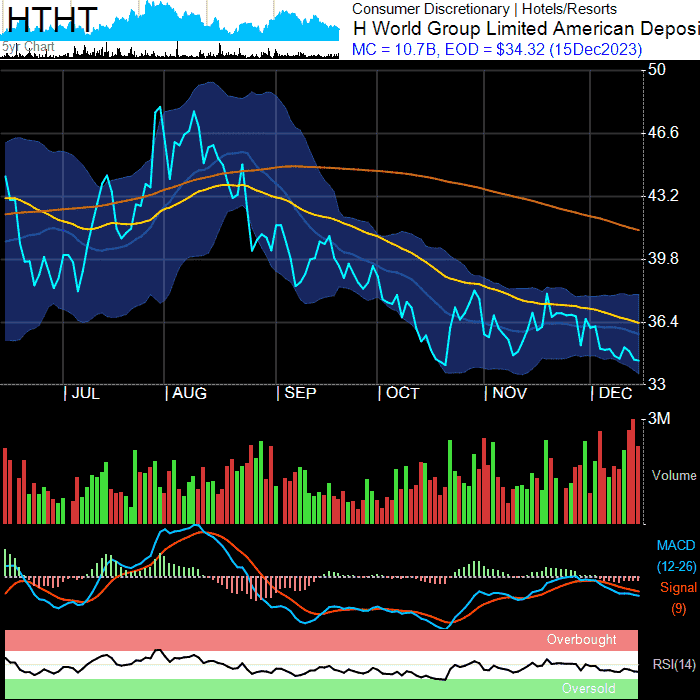 HTHT
5yr Chart
Consumer Discretionary | Hotels/Resorts
H World Group Limited American Deposi
MC = 10.7B, EOD = $34.32 (15Dec2023)
50
46.6
43.2
39.8
36.4
33
| JUL | AUG | SEP | OCT | NOV | DEC
3M
Volume
MACD
(12-26)
Signal
(9)
Overbought
RSI(14)
Oversold